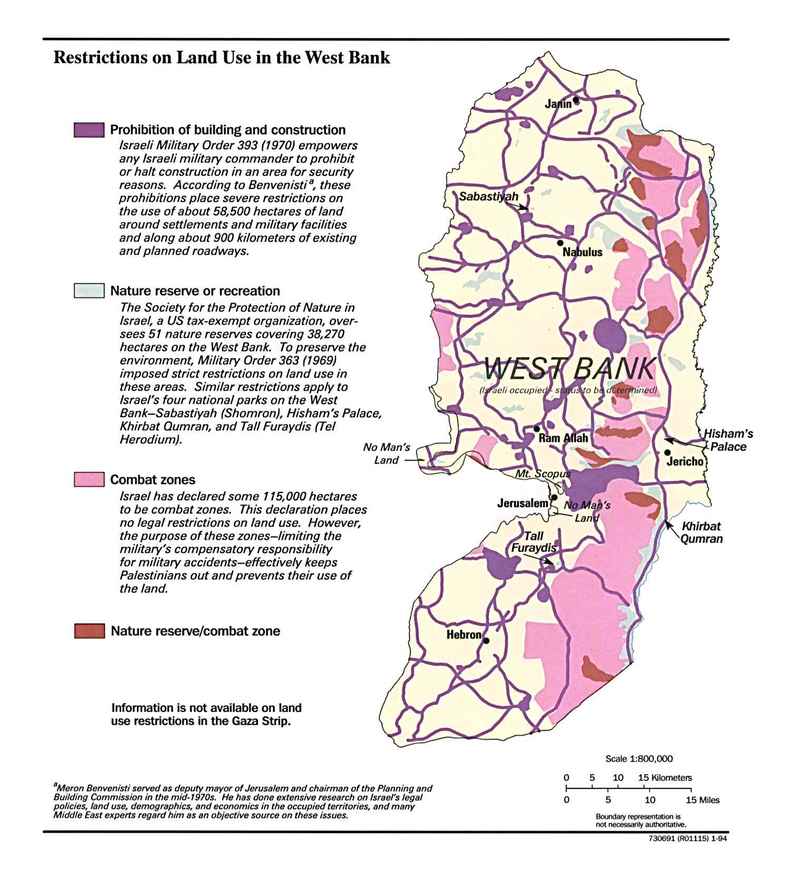 Restrictions on Land Use in the West Bank
Prohibition of building and construction
Israeli Military Order 393 (1970) empowers
any Israeli military commander to prohibit
or halt construction in an area for security
reasons. According to Benvenisti a, these
prohibitions place severe restrictions on
the use of about 58,500 hectares of land
around settlements and military facilities
and along about 900 kilometers of existing
and planned roadways.
Nature reserve or recreation
The Society for the Protection of Nature in
Israel, a US tax-exempt organization, over-
sees 51 nature reserves covering 38,270
hectares on the West Bank. To preserve the
environment, Military Order 363 (1969)
imposed strict restrictions on land use in
these areas. Similar restrictions apply to
Israel's four national parks on the West
Bank—Sabastiyah (Shomron), Hisham's Palace,
Khirbat Qumran, and Tall Furaydis (Tel
Herodium).
Combat zones
Israel has declared some 115,000 hectares
to be combat zones. This declaration places
no legal restrictions on land use. However,
the purpose of these zones—limiting the
military's compensatory responsibility
for military accidents—effectively keeps
Palestinians out and prevents their use of
the land.
Nature reserve/combat zone
Information is not available on land
use restrictions in the Gaza Strip.
Janin
Sabastiyah
Nabulus
WEST BANK
(Israeli occupied - status to be determined)
Ram Allah
Hisham's
Palace
No Man's
Land
Jericho
Mt. Scopus
Jerusalem
No Man's
Land
Khirbat
Qumran
Tall
Furaydis
Hebron
a Meron Benvenisti served as deputy mayor of Jerusalem and chairman of the Planning and
Building Commission in the mid-1970s. He has done extensive research on Israel's legal
policies, land use, demographics, and economics in the occupied territories, and many
Middle East experts regard him as an objective source on these issues.
Scale 1:800,000
0 5 10 15 Kilometers
0 5 10 15 Miles
Boundary representation is
not necessarily authoritative.
730691 (R01115) 1-94